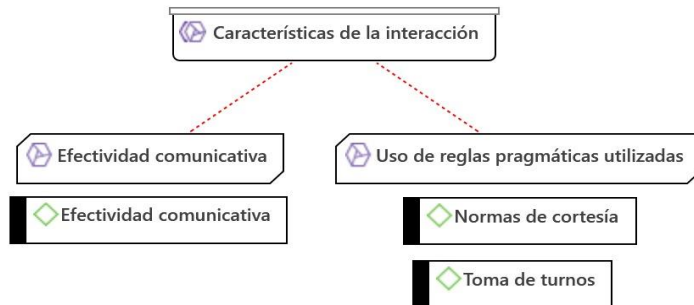 Características de la interacción
Efectividad comunicativa
Uso de reglas pragmáticas utilizadas
Efectividad comunicativa
Normas de cortesía
Toma de turnos